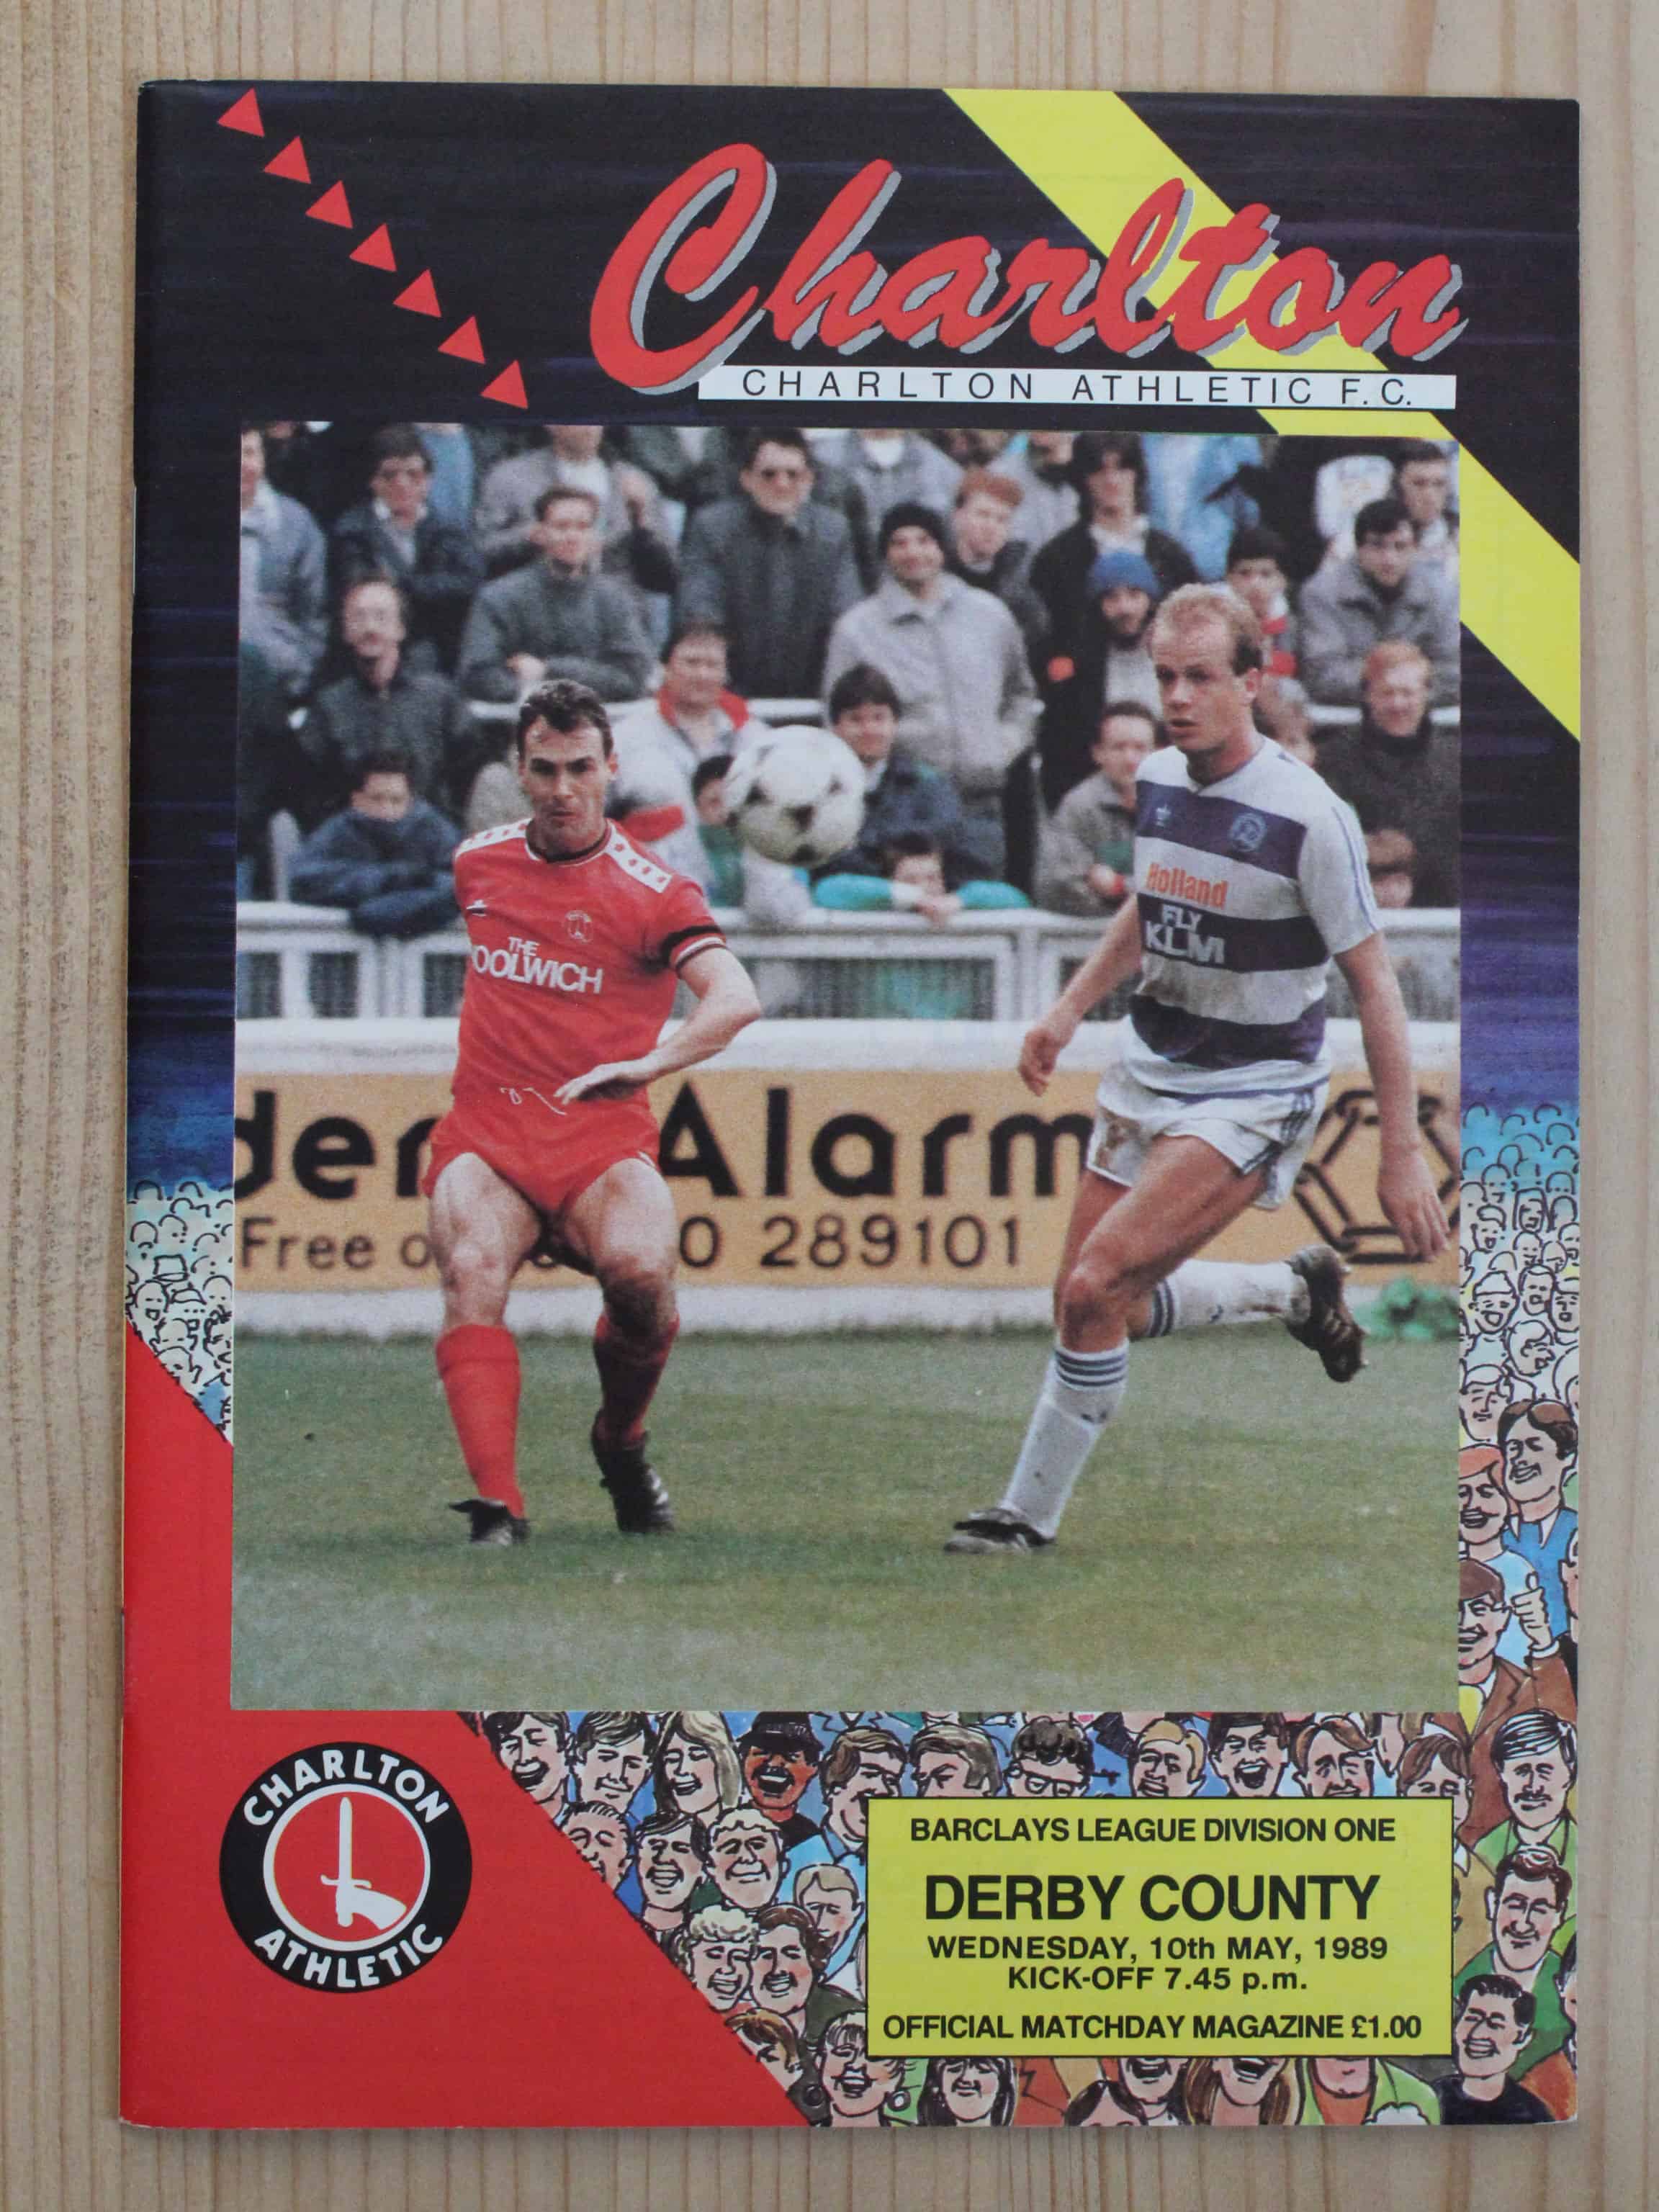 Charlton
CHARLTON ATHLETIC F.C.
Holland
FLY
KLM
THE
OOLWICH
der Alarm
Free 0 289101
CHARLTON
ATHLETIC
BARCLAYS LEAGUE DIVISION ONE
DERBY COUNTY
WEDNESDAY, 10th MAY, 1989
KICK-OFF 7.45 p.m.
OFFICIAL MATCHDAY MAGAZINE £1.00